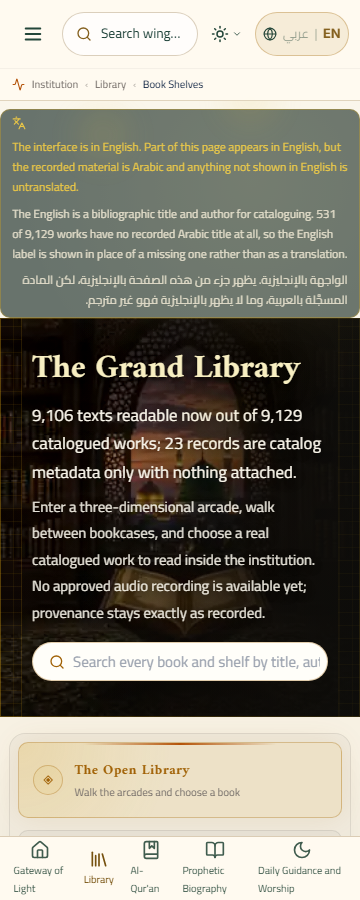 Search wing...
عربي | EN
Institution ‹ Library ‹ Book Shelves
The interface is in English. Part of this page appears in English, but
the recorded material is Arabic and anything not shown in English is
untranslated.
The English is a bibliographic title and author for cataloguing. 531
of 9,129 works have no recorded Arabic title at all, so the English
label is shown in place of a missing one rather than as a translation.
الواجهة بالإنجليزية. يظهر جزء من هذه الصفحة بالإنجليزية، لكن المادة
المسجَّلة بالعربية، وما لا يظهر بالإنجليزية فهو غير مترجم.
The Grand Library
9,106 texts readable now out of 9,129
catalogued works; 23 records are catalog
metadata only with nothing attached.
Enter a three-dimensional arcade, walk
between bookcases, and choose a real
catalogued work to read inside the institution.
No approved audio recording is available yet;
provenance stays exactly as recorded.
Search every book and shelf by title, aut
The Open Library
Walk the arcades and choose a book
Gateway of
Light
Library
Al-
Qur'an
Prophetic
Biography
Daily Guidance and
Worship